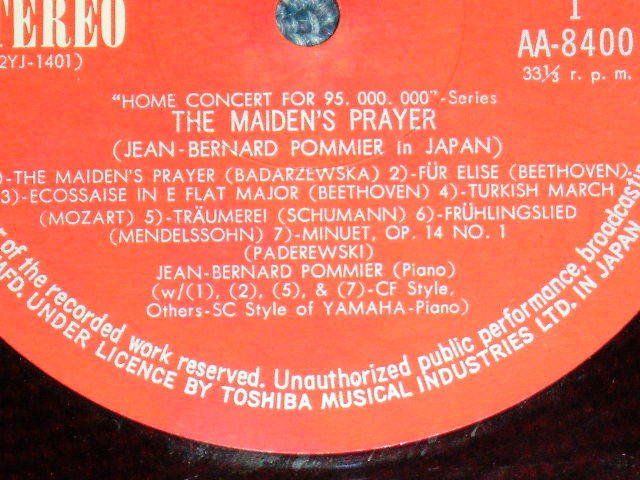 STEREO
2YJ-1401)
1
AA-8400
33⅓ r. p. m.
"HOME CONCERT FOR 95. 000. 000"-Series
THE MAIDEN'S PRAYER
(JEAN-BERNARD POMMIER in JAPAN)
)-THE MAIDEN'S PRAYER (BADARZEWSKA) 2)-FÜR ELISE (BEETHOVEN)
3)-ECOSSAISE IN E FLAT MAJOR (BEETHOVEN) 4)-TURKISH MARCH
(MOZART) 5)-TRÄUMEREI (SCHUMANN) 6)-FRÜHLINGSLIED
(MENDELSSOHN) 7)-MINUET, OP. 14 NO. 1
(PADEREWSKI)
JEAN-BERNARD POMMIER (Piano)
(w/(1), (2), (5), & (7)-CF Style,
Others-SC Style of YAMAHA-Piano)
of the recorded work reserved. Unauthorized public performance, broadcasting
MFD. UNDER LICENCE BY TOSHIBA MUSICAL INDUSTRIES LTD. IN JAPAN